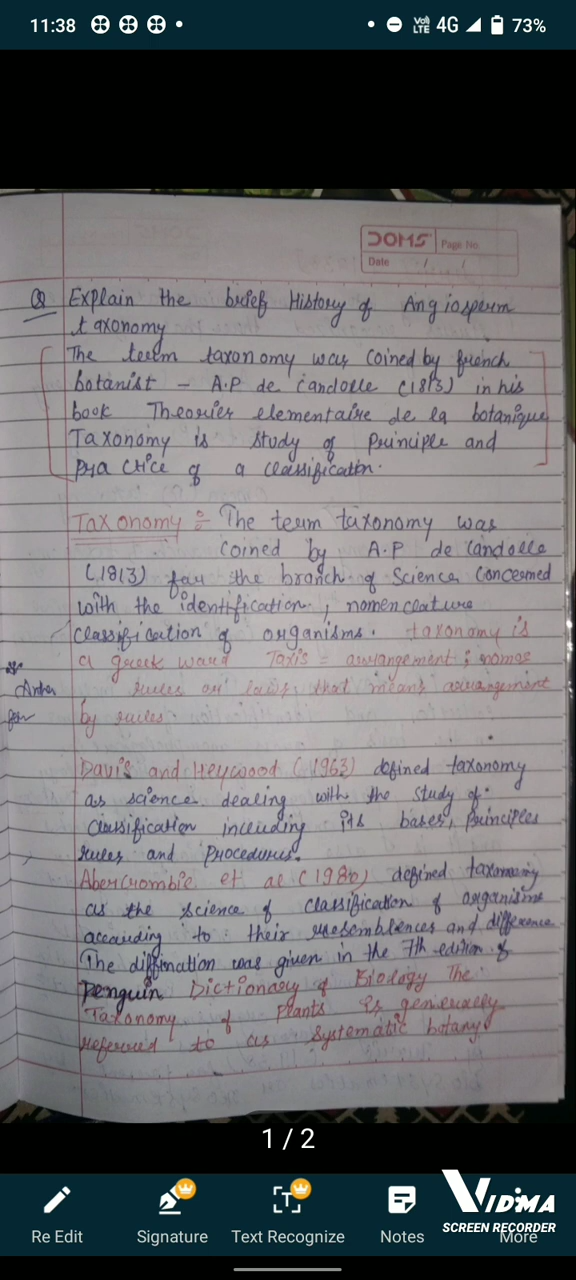 11:38
VoI LTE 4G 73%
DOMS Page No.
Date / /
Q Explain the brief History of Angiosperm
taxonomy
The term taxonomy was coined by french
botanist - A.P de Candolle (1813) in his
book Theories elementaire de la botanique
Taxonomy is study of Principle and
Practice of a classification.
Taxonomy :- The term taxonomy was
coined by A.P de Candolle
(1813) for the branch of Science Concerned
with the identification, nomenclature
classification of organisms. taxonomy is
a greek word Taxis = arrangement ; nomos
rules or laws that means arrangement
by rules.
Davis and Heywood (1963) defined taxonomy
as science dealing with the study of
classification including its bases, Principles
rules and Procedures.
Abercrombie et al (1980) defined taxonomy
as the science of classification of organisms
according to their resemblences and difference
The diffination was given in the 7th edition of
Penguin Dictionary of Biology The
Taxonomy of Plants is generally
referred to as Systematic botany
1 / 2
Re Edit
Signature
Text Recognize
Notes
More
VIDMA
SCREEN RECORDER